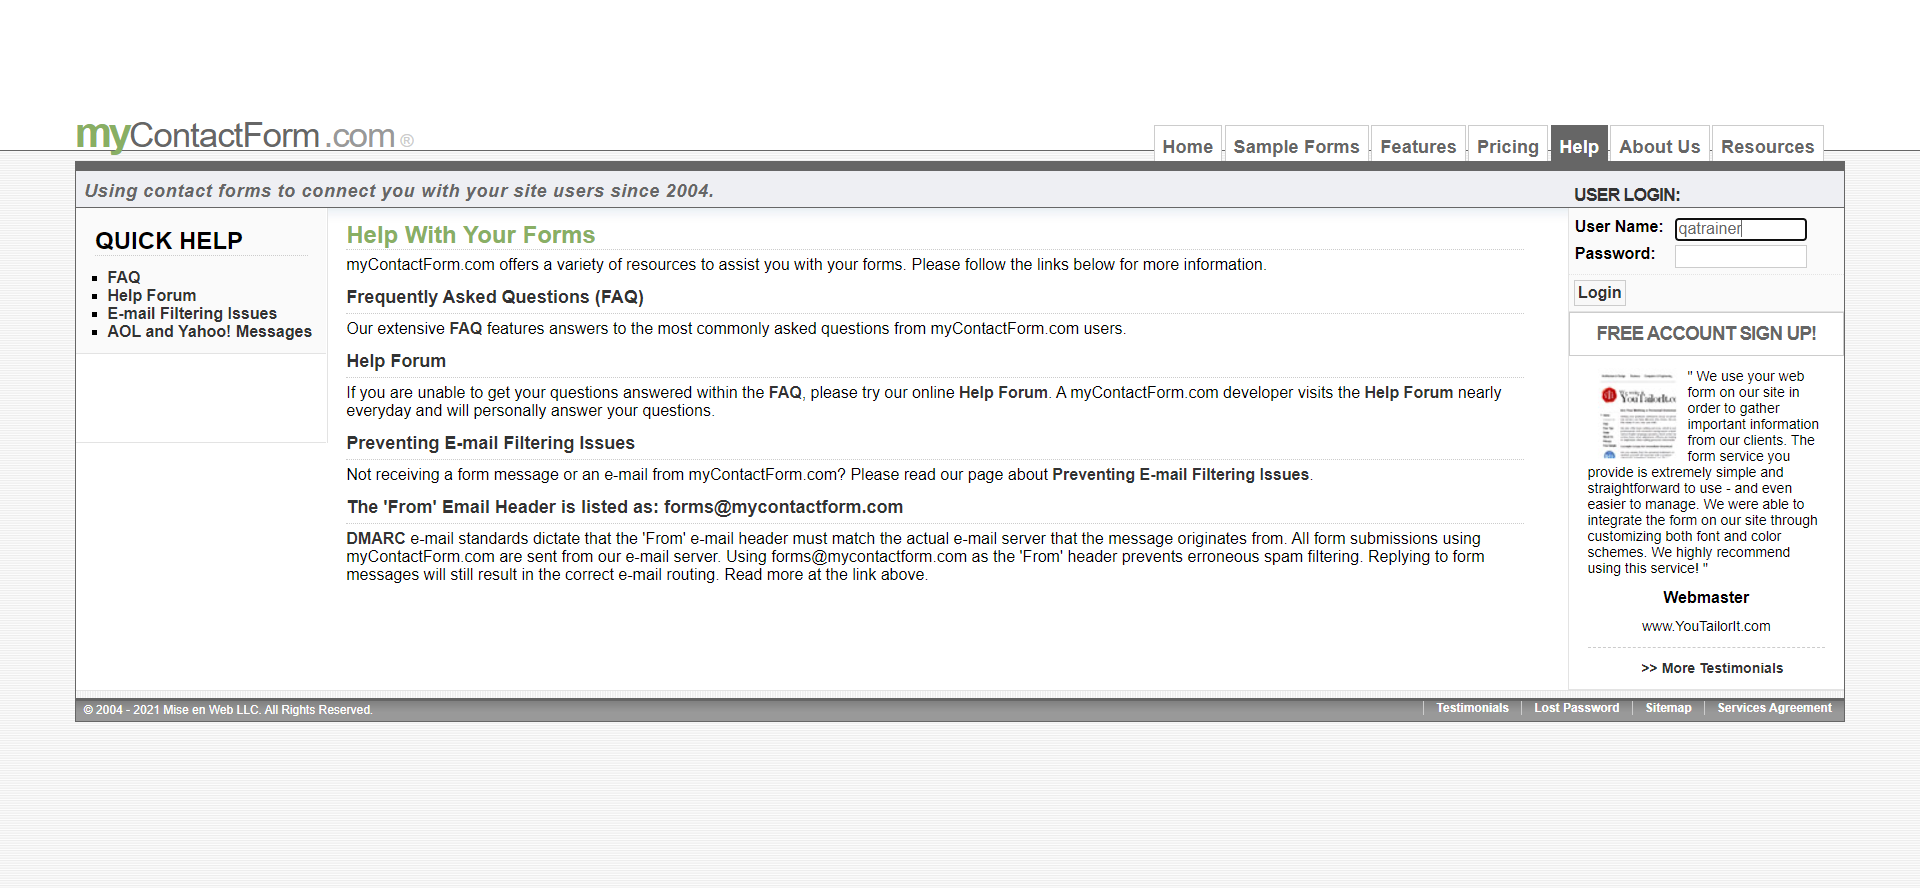 myContactForm.com®
Home
Sample Forms
Features
Pricing
Help
About Us
Resources
Using contact forms to connect you with your site users since 2004.
USER LOGIN:
QUICK HELP
FAQ
Help Forum
E-mail Filtering Issues
AOL and Yahoo! Messages
Help With Your Forms
myContactForm.com offers a variety of resources to assist you with your forms. Please follow the links below for more information.
Frequently Asked Questions (FAQ)
Our extensive FAQ features answers to the most commonly asked questions from myContactForm.com users.
Help Forum
If you are unable to get your questions answered within the FAQ, please try our online Help Forum. A myContactForm.com developer visits the Help Forum nearly
everyday and will personally answer your questions.
Preventing E-mail Filtering Issues
Not receiving a form message or an e-mail from myContactForm.com? Please read our page about Preventing E-mail Filtering Issues.
The 'From' Email Header is listed as: forms@mycontactform.com
DMARC e-mail standards dictate that the 'From' e-mail header must match the actual e-mail server that the message originates from. All form submissions using
myContactForm.com are sent from our e-mail server. Using forms@mycontactform.com as the 'From' header prevents erroneous spam filtering. Replying to form
messages will still result in the correct e-mail routing. Read more at the link above.
User Name: qatrainer
Password:
Login
FREE ACCOUNT SIGN UP!
YouTailorIt.co
" We use your web
form on our site in
order to gather
important information
from our clients. The
form service you
provide is extremely simple and
straightforward to use - and even
easier to manage. We were able to
integrate the form on our site through
customizing both font and color
schemes. We highly recommend
using this service! "
Webmaster
www.YouTailorIt.com
>> More Testimonials
© 2004 - 2021 Mise en Web LLC. All Rights Reserved.
Testimonials
Lost Password
Sitemap
Services Agreement